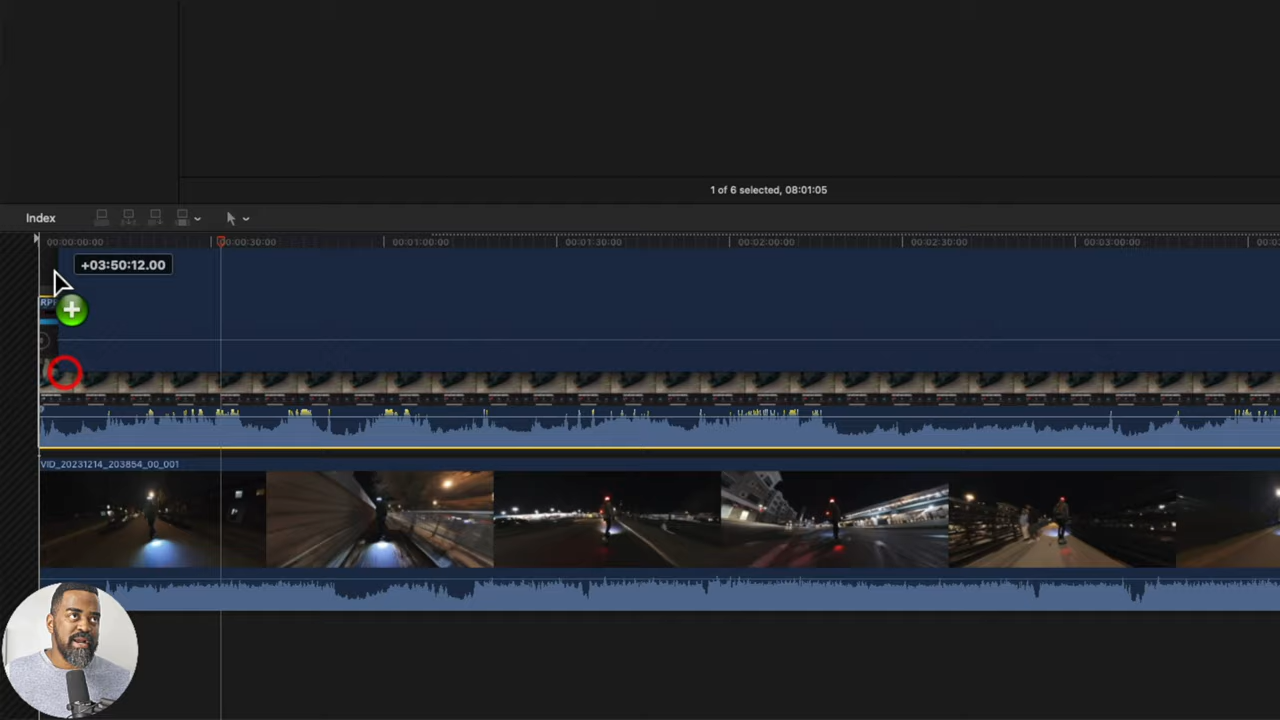 1 of 6 selected, 08:01:05
Index
00:00:00:00
00:00:30:00
00:01:00:00
00:01:30:00
00:02:00:00
00:02:30:00
00:03:00:00
+03:50:12.00
VID_20231214_203854_00_001